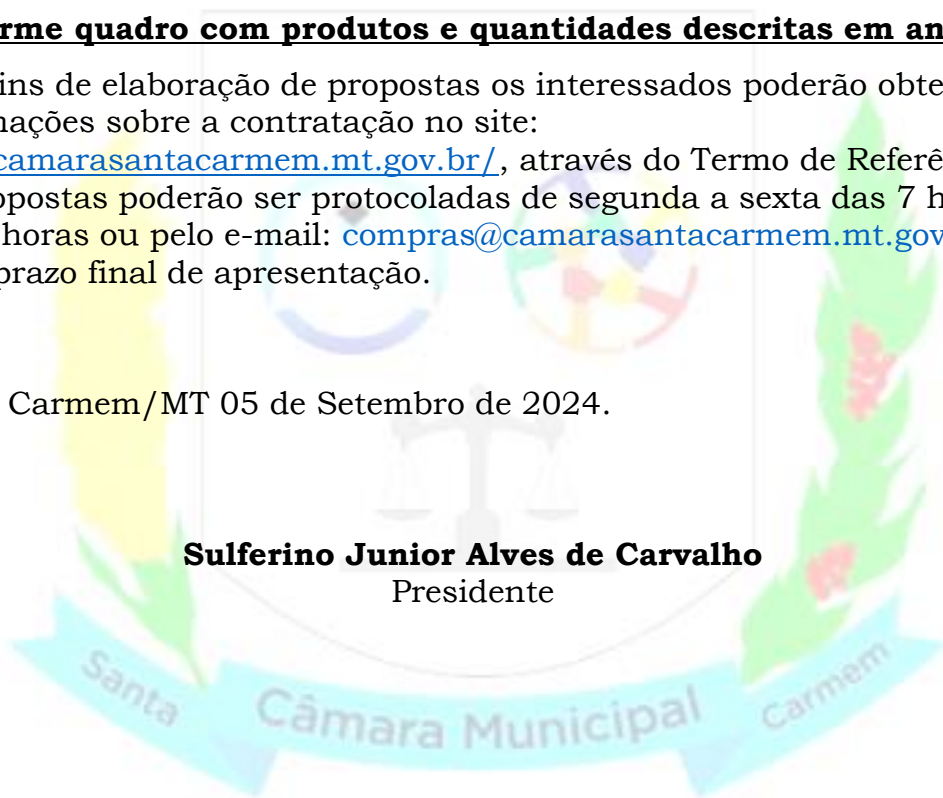 rme quadro com produtos e quantidades descritas em an
ins de elaboração de propostas os interessados poderão obte
nações sobre a contratação no site:
camarasantacarmem.mt.gov.br/, através do Termo de Referê
opostas poderão ser protocoladas de segunda a sexta das 7 h
horas ou pelo e-mail: compras@camarasantacarmem.mt.gov
prazo final de apresentação.
Carmem/MT 05 de Setembro de 2024.
Sulferino Junior Alves de Carvalho
Presidente
Santa Câmara Municipal Carmem